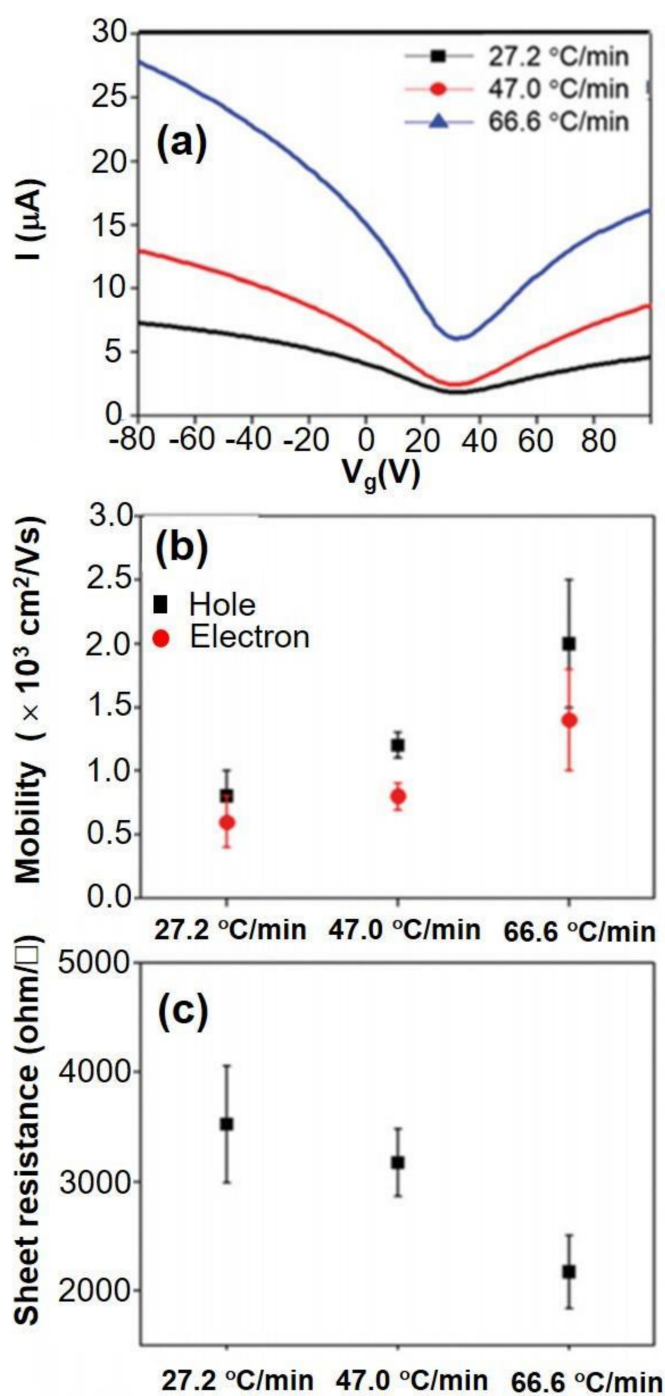 30
25
20
15
10
5
0
I (μA)
(a)
27.2 °C/min
47.0 °C/min
66.6 °C/min
-80 -60 -40 -20 0 20 40 60 80
Vg(V)
3.0
2.5
2.0
1.5
1.0
0.5
0.0
Mobility ( × 10³ cm²/Vs)
(b)
Hole
Electron
27.2 °C/min 47.0 °C/min 66.6 °C/min
5000
4000
3000
2000
Sheet resistance (ohm/□)
(c)
27.2 °C/min 47.0 °C/min 66.6 °C/min